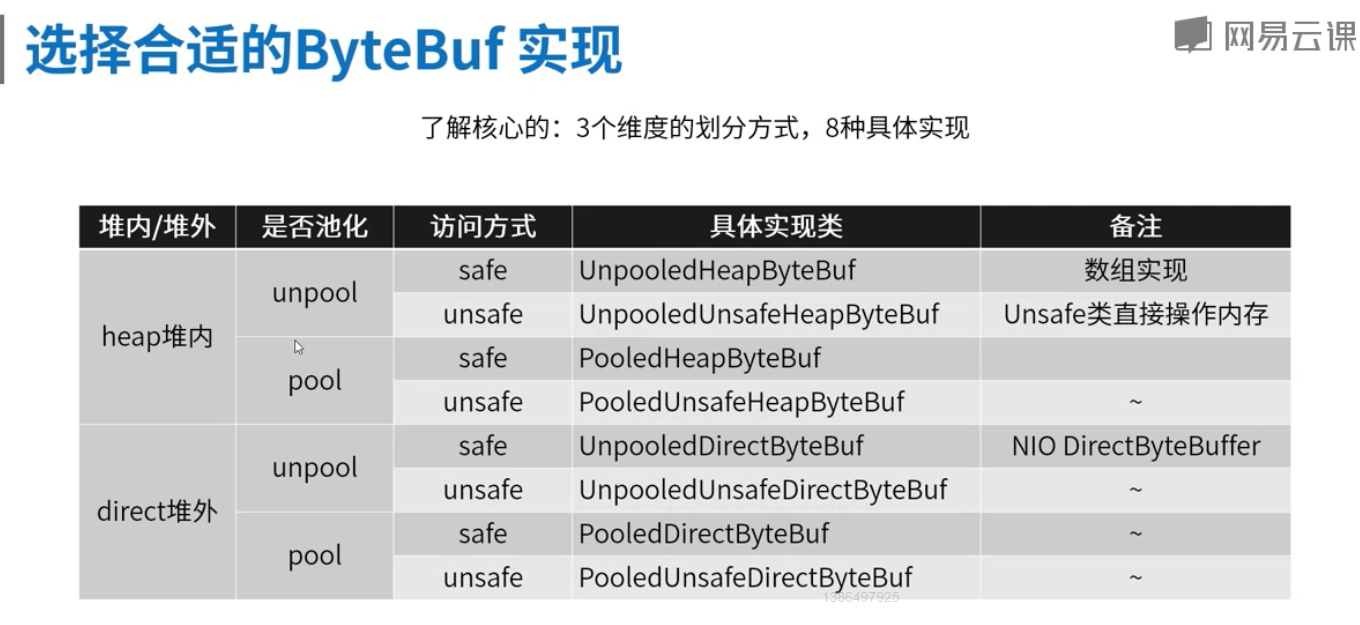 选择合适的ByteBuf 实现
网易云课
了解核心的：3个维度的划分方式，8种具体实现
堆内/堆外 是否池化 访问方式 具体实现类 备注
heap堆内 unpool safe UnpooledHeapByteBuf 数组实现
unsafe UnpooledUnsafeHeapByteBuf Unsafe类直接操作内存
pool safe PooledHeapByteBuf
unsafe PooledUnsafeHeapByteBuf ~
direct堆外 unpool safe UnpooledDirectByteBuf NIO DirectByteBuffer
unsafe UnpooledUnsafeDirectByteBuf ~
pool safe PooledDirectByteBuf ~
unsafe PooledUnsafeDirectByteBuf ~
1386497925